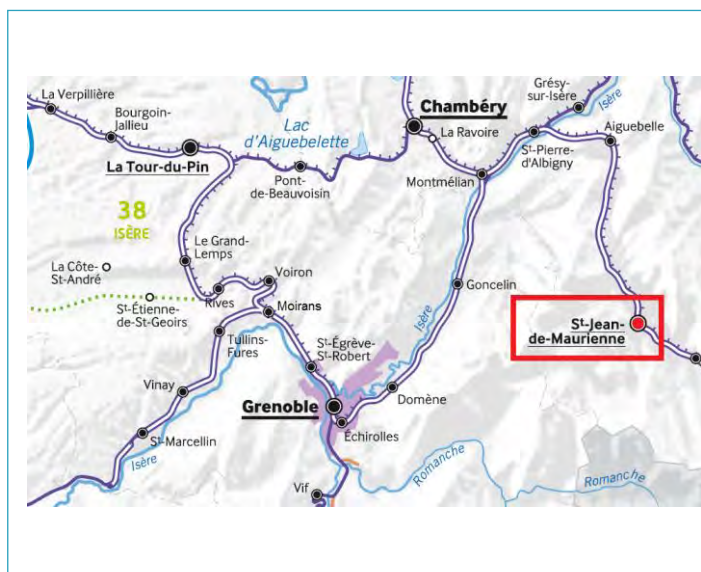 La Verpillière
Bourgoin-
Jallieu
La Tour-du-Pin
Lac
d'Aiguebelette
Pont-
de-Beauvoisin
Chambéry
La Ravoire
Grésy-
sur-Isère
Isère
St-Pierre-
d'Albigny
Aiguebelle
Montmélian
38
ISÈRE
Le Grand-
Lemps
La Côte-
St-André
St-Étienne-
de-St-Geoirs
Rives
Voiron
Moirans
Goncelin
Isère
St-Jean-
de-Maurienne
Tullins-
Fures
St-Égrève-
St-Robert
Vinay
Grenoble
Domène
Échirolles
St-Marcellin
Isère
Vif
Romanche
Romanche